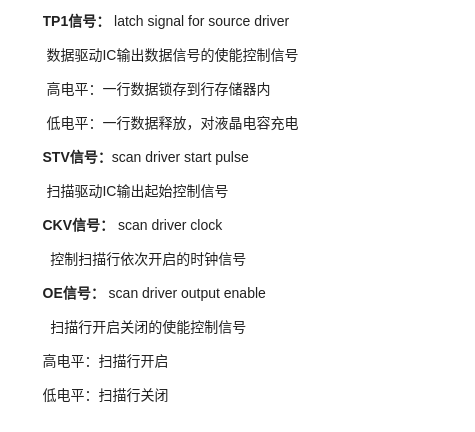 TP1信号： latch signal for source driver
数据驱动IC输出数据信号的使能控制信号
高电平：一行数据锁存到行存储器内
低电平：一行数据释放，对液晶电容充电
STV信号：scan driver start pulse
扫描驱动IC输出起始控制信号
CKV信号： scan driver clock
控制扫描行依次开启的时钟信号
OE信号： scan driver output enable
扫描行开启关闭的使能控制信号
高电平：扫描行开启
低电平：扫描行关闭